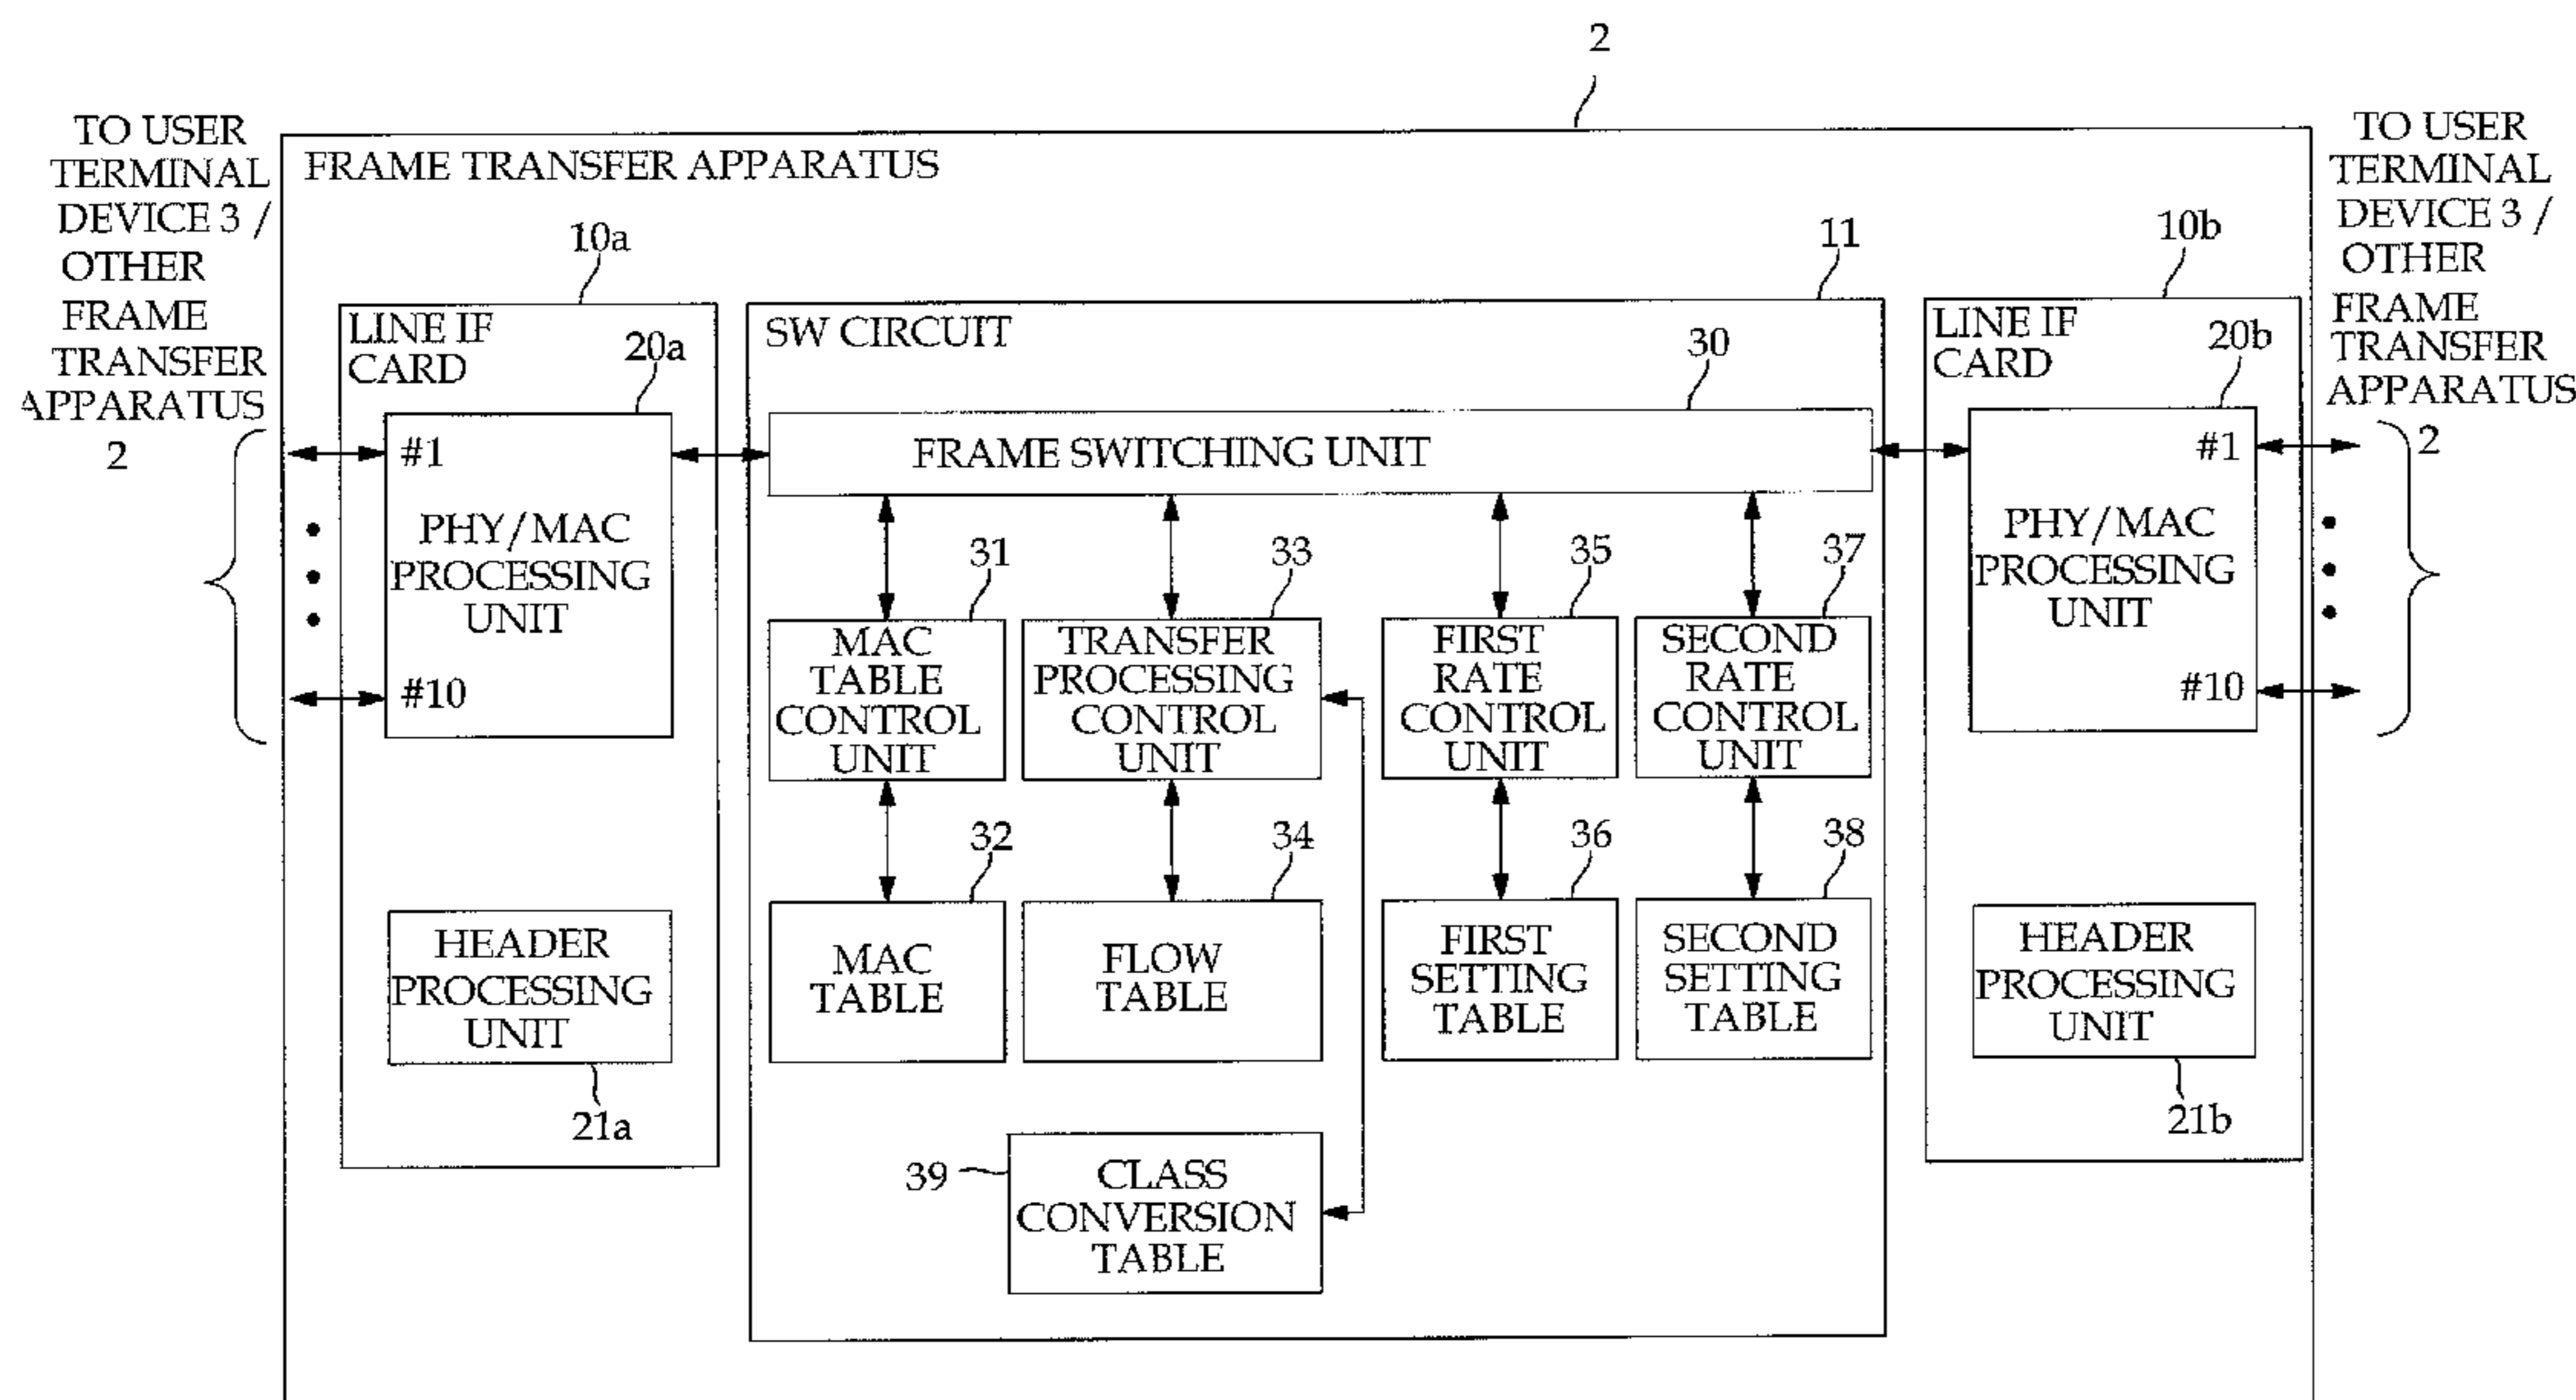 2
TO USER
TERMINAL
DEVICE 3 /
OTHER
FRAME
TRANSFER
APPARATUS
2
FRAME TRANSFER APPARATUS
10a
LINE IF
CARD
20a
#1
PHY/MAC
PROCESSING
UNIT
#10
HEADER
PROCESSING
UNIT
21a
11
SW CIRCUIT
30
FRAME SWITCHING UNIT
31
MAC
TABLE
CONTROL
UNIT
33
TRANSFER
PROCESSING
CONTROL
UNIT
35
FIRST
RATE
CONTROL
UNIT
37
SECOND
RATE
CONTROL
UNIT
32
MAC
TABLE
34
FLOW
TABLE
36
FIRST
SETTING
TABLE
38
SECOND
SETTING
TABLE
39
CLASS
CONVERSION
TABLE
10b
LINE IF
CARD
20b
#1
PHY/MAC
PROCESSING
UNIT
#10
HEADER
PROCESSING
UNIT
21b
TO USER
TERMINAL
DEVICE 3 /
OTHER
FRAME
TRANSFER
APPARATUS
2